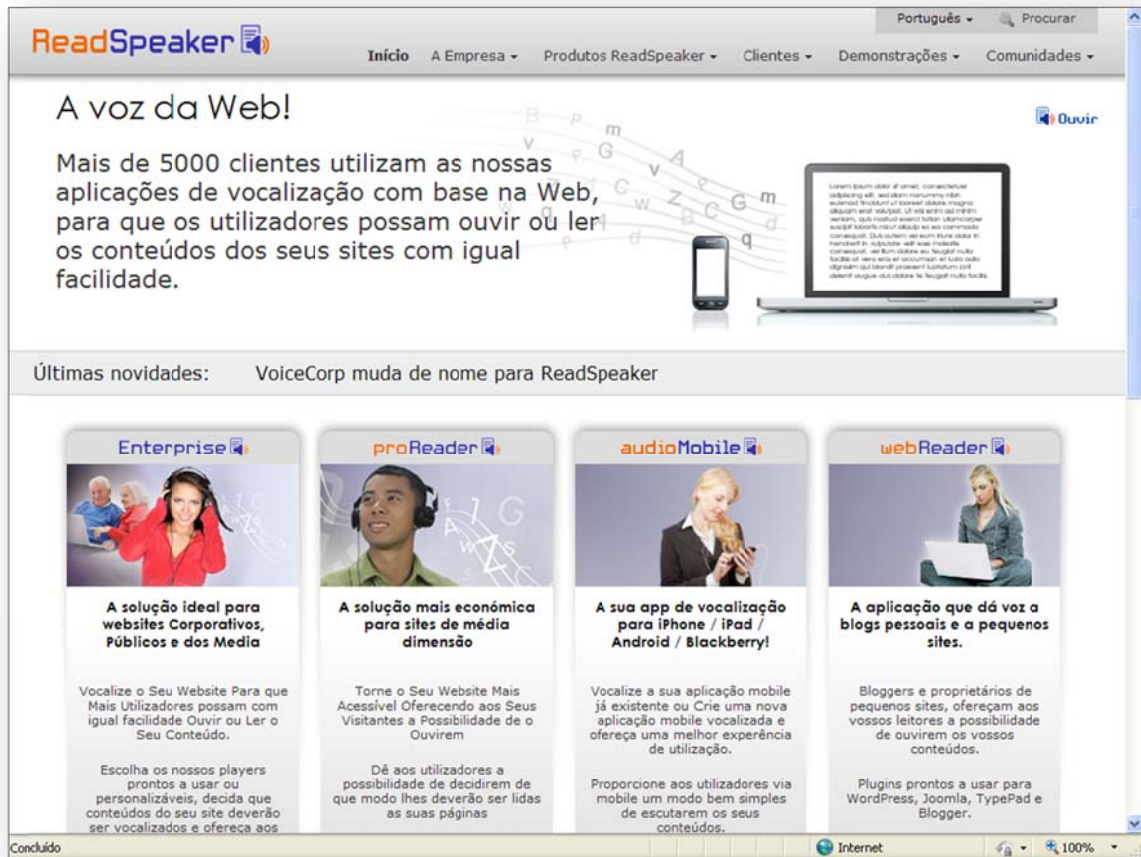 Português
Procurar
ReadSpeaker
Início A Empresa Produtos ReadSpeaker Clientes Demonstrações Comunidades
A voz da Web!
Ouvir
Mais de 5000 clientes utilizam as nossas
aplicações de vocalização com base na Web,
para que os utilizadores possam ouvir ou ler
os conteúdos dos seus sites com igual
facilidade.
Últimas novidades: VoiceCorp muda de nome para ReadSpeaker
Enterprise
A solução ideal para
websites Corporativos,
Públicos e dos Media
Vocalize o Seu Website Para que
Mais Utilizadores possam com
igual facilidade Ouvir ou Ler o
Seu Conteúdo.
Escolha os nossos players
prontos a usar ou
personalizáveis, decida que
conteúdos do seu site deverão
ser vocalizados e ofereça aos
proReader
A solução mais económica
para sites de média
dimensão
Torne o Seu Website Mais
Acessível Oferecendo aos Seus
Visitantes a Possibilidade de o
Ouvirem
Dê aos utilizadores a
possibilidade de decidirem de
que modo lhes deverão ser lidas
as suas páginas
audioMobile
A sua app de vocalização
para iPhone / iPad /
Android / Blackberry!
Vocalize a sua aplicação mobile
já existente ou Crie uma nova
aplicação mobile vocalizada e
ofereça uma melhor experência
de utilização.
Proporcione aos utilizadores via
mobile um modo bem simples
de escutarem os seus
conteúdos.
webReader
A aplicação que dá voz a
blogs pessoais e a pequenos
sites.
Bloggers e proprietários de
pequenos sites, ofereçam aos
vossos leitores a possibilidade
de ouvirem os vossos
conteúdos.
Plugins prontos a usar para
WordPress, Joomla, TypePad e
Blogger.
Concluído
Internet
100%